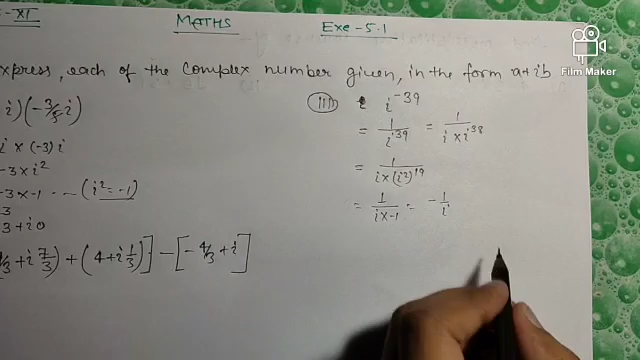 - XI MATHS Exe - 5.1
Film Maker
xpress, each of the complex number given, in the form a+ib
i)(-3/5 i)
i × (-3) i
-3 × i²
-3 × -1 -- (i² = -1)
3
3 + i0
4/3 + i 7/3) + (4 + i 1/3)] - [-4/3 + i]
(iii) i^-39
= 1/i^39 = 1/(i × i^38)
= 1/(i × (i²)^19)
= 1/(i × -1) = -1/i